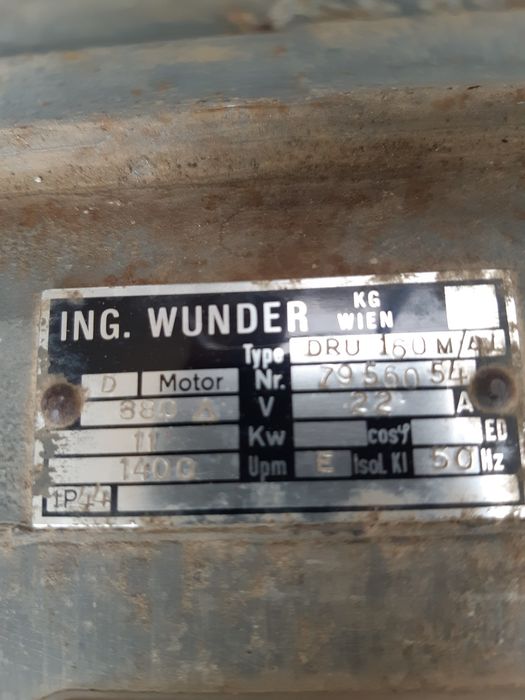 ING. WUNDER KG WIEN
Type DRU 160 M/4L
D Motor Nr. 7956054
380 Δ V 22 A
11 Kw cosφ ED
1400 Upm E Isol. Kl 50 Hz
IP44